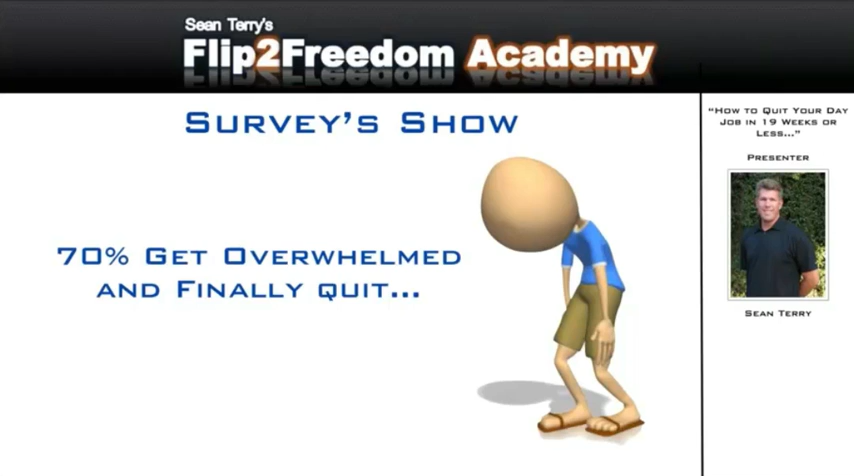 Sean Terry's
Flip2Freedom Academy
Survey's Show
70% Get Overwhelmed
and Finally quit...
"How to Quit Your Day
Job in 19 Weeks or
Less..."
Presenter
Sean Terry